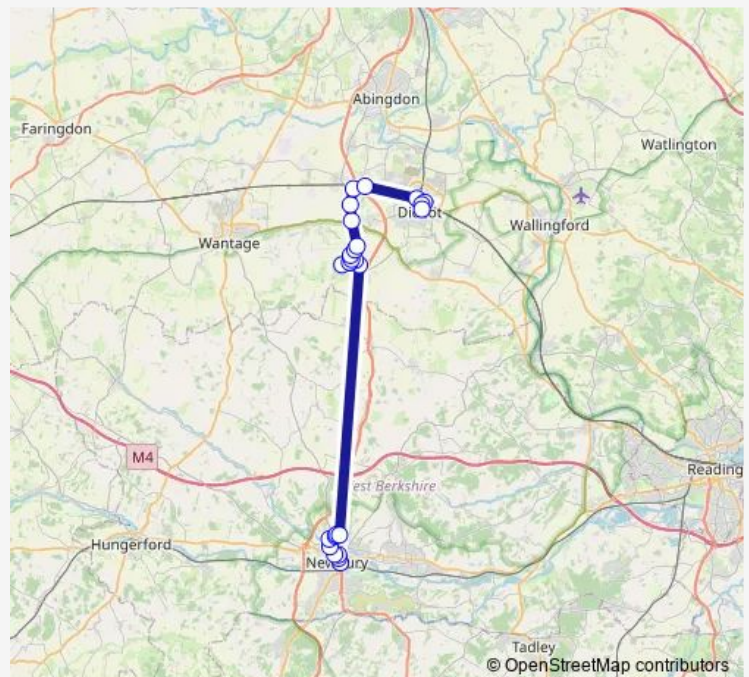 Abingdon
Faringdon
Watlington
Didcot
Wallingford
Wantage
M4
Reading
West Berkshire
Hungerford
Newbury
Tadley
© OpenStreetMap contributors